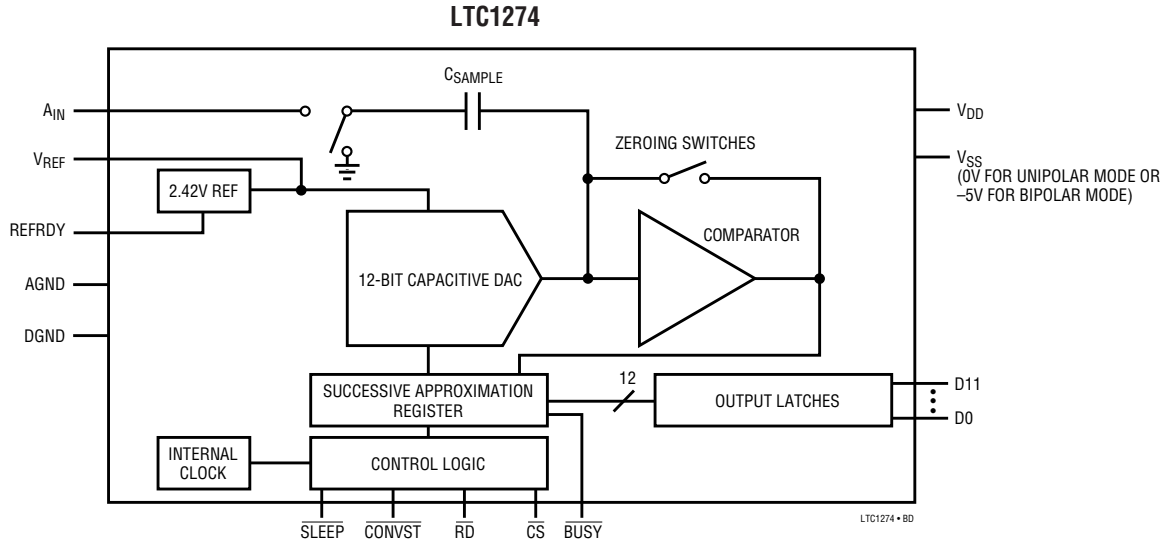 LTC1274
CSAMPLE
AIN
VDD
ZEROING SWITCHES
VREF
VSS
(0V FOR UNIPOLAR MODE OR
–5V FOR BIPOLAR MODE)
2.42V REF
REFRDY
COMPARATOR
12-BIT CAPACITIVE DAC
AGND
DGND
12
D11
SUCCESSIVE APPROXIMATION
REGISTER
OUTPUT LATCHES
D0
INTERNAL
CLOCK
CONTROL LOGIC
LTC1274 • BD
SLEEP
CONVST
RD
CS
BUSY